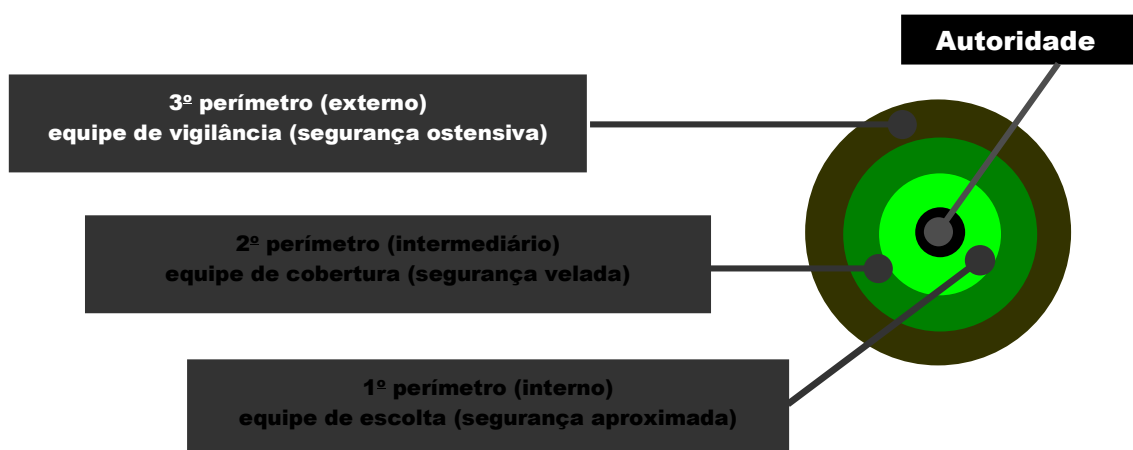 Autoridade
3º perímetro (externo)
equipe de vigilância (segurança ostensiva)
2º perímetro (intermediário)
equipe de cobertura (segurança velada)
1º perímetro (interno)
equipe de escolta (segurança aproximada)